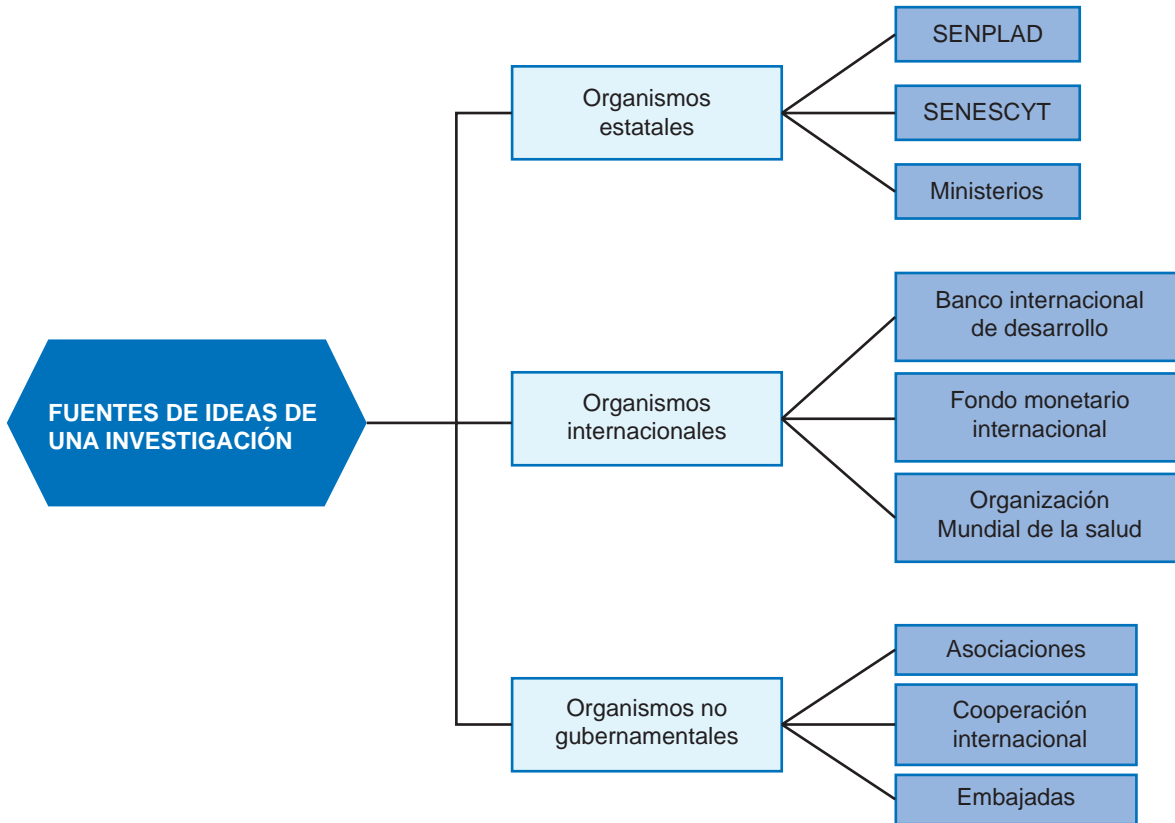 FUENTES DE IDEAS DE
UNA INVESTIGACIÓN
Organismos
estatales
SENPLAD
SENESCYT
Ministerios
Organismos
internacionales
Banco internacional
de desarrollo
Fondo monetario
internacional
Organización
Mundial de la salud
Organismos no
gubernamentales
Asociaciones
Cooperación
internacional
Embajadas